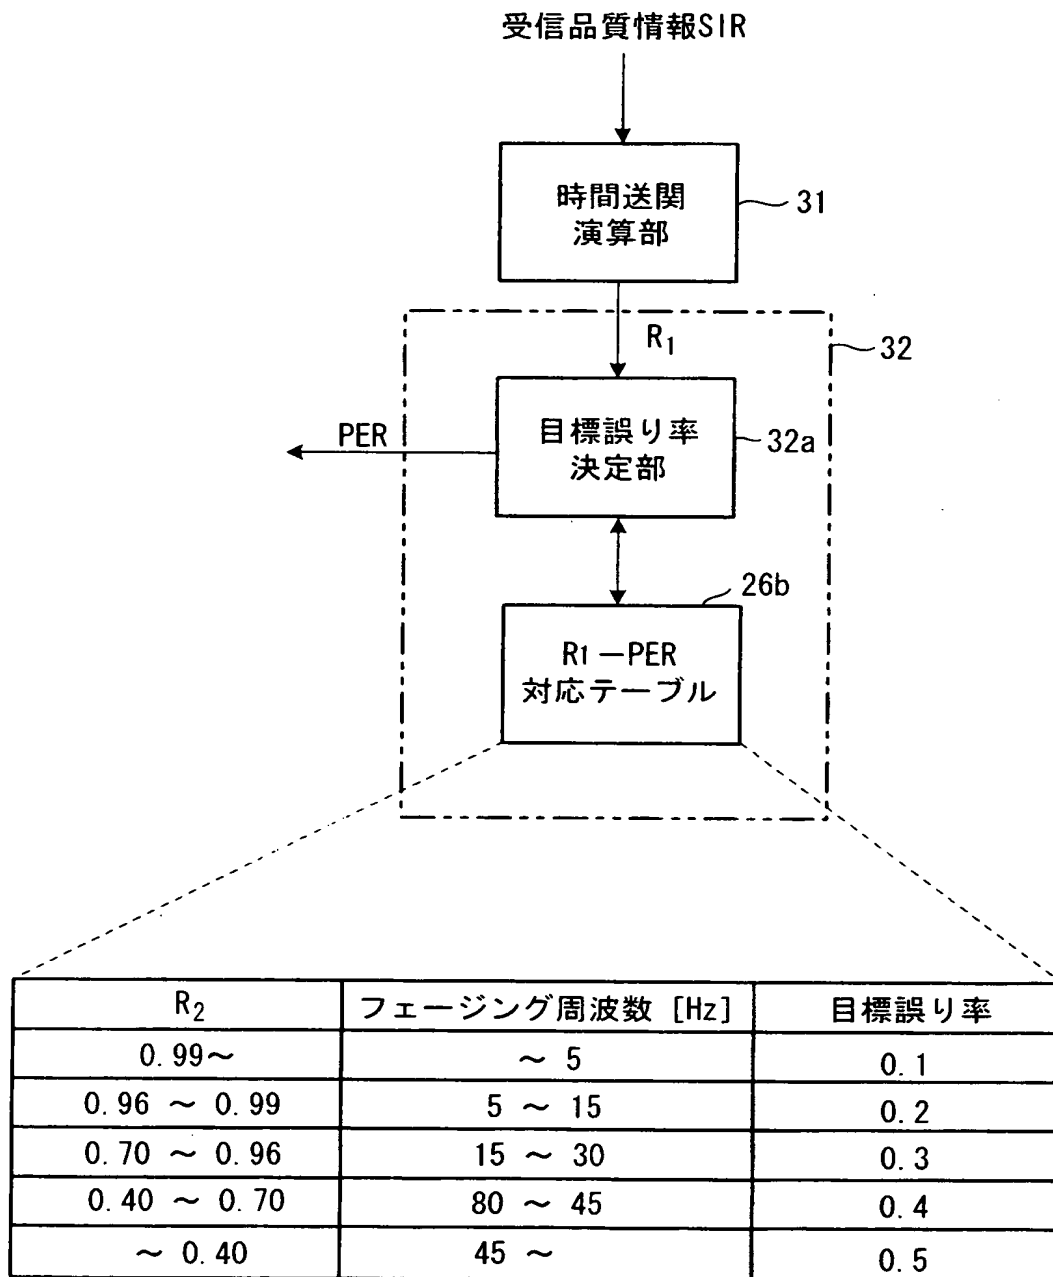 受信品質情報SIR
時間送関
演算部
31
R₁
32
PER
目標誤り率
決定部
32a
26b
R1-PER
対応テーブル
R₂ フェージング周波数 [Hz] 目標誤り率
0.99～ ～ 5 0.1
0.96 ～ 0.99 5 ～ 15 0.2
0.70 ～ 0.96 15 ～ 30 0.3
0.40 ～ 0.70 80 ～ 45 0.4
～ 0.40 45 ～ 0.5